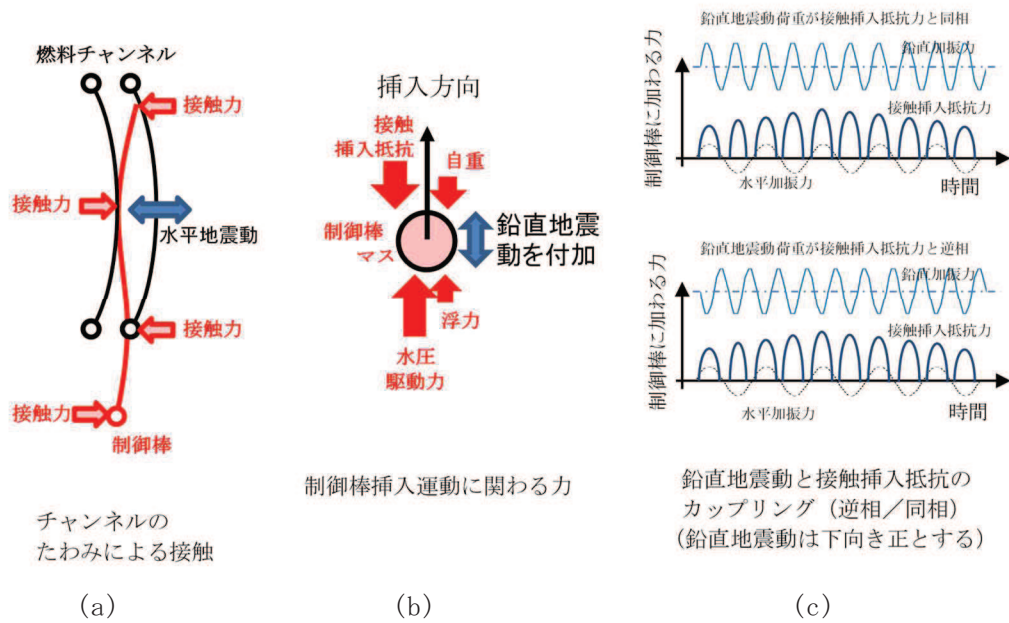 燃料チャンネル
接触力
接触力
水平地震動
接触力
接触力
制御棒
チャンネルの
たわみによる接触
(a)
挿入方向
接触
挿入抵抗
自重
制御棒
マス
鉛直地震
動を付加
浮力
水圧
駆動力
制御棒挿入運動に関わる力
(b)
鉛直地震動荷重が接触挿入抵抗力と同相
鉛直加振力
接触挿入抵抗力
制御棒に加わる力
水平加振力
時間
鉛直地震動荷重が接触挿入抵抗力と逆相
鉛直加振力
接触挿入抵抗力
制御棒に加わる力
水平加振力
時間
鉛直地震動と接触挿入抵抗の
カップリング（逆相／同相）
（鉛直地震動は下向き正とする）
(c)